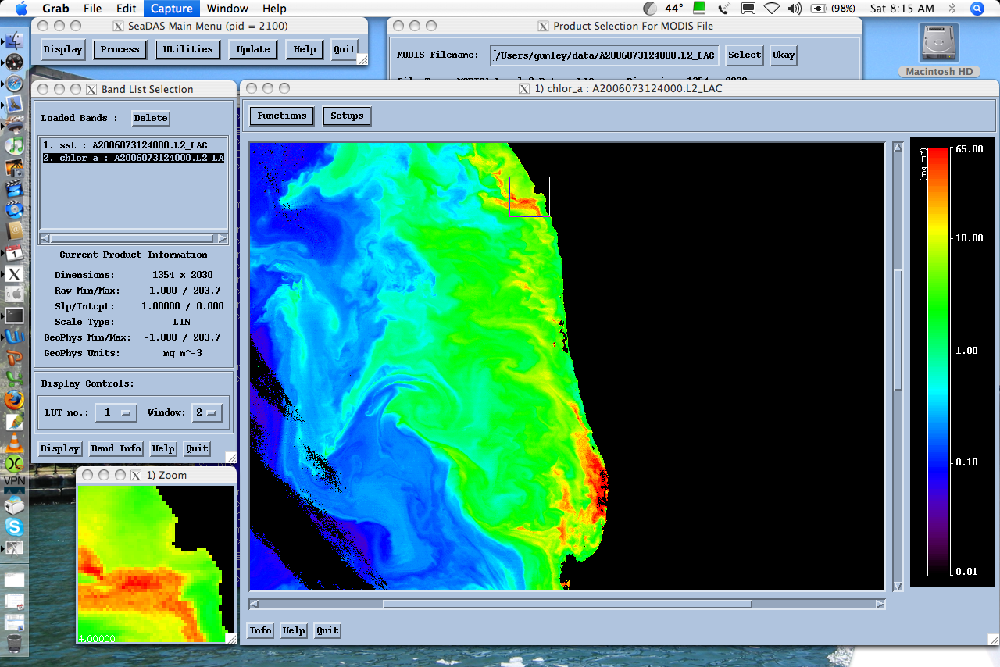 Grab File Edit Capture Window Help
44° (98%) Sat 8:15 AM
SeaDAS Main Menu (pid = 2100)
Display Process Utilities Update Help Quit
Product Selection For MODIS File
MODIS Filename: /Users/gumley/data/A2006073124000.L2_LAC Select Okay
Macintosh HD
Band List Selection
Loaded Bands : Delete
1. sst : A2006073124000.L2_LAC
2. chlor_a : A2006073124000.L2_LA
Current Product Information
Dimensions: 1354 x 2030
Raw Min/Max: -1.000 / 203.7
Slp/Intcpt: 1.00000 / 0.000
Scale Type: LIN
GeoPhys Min/Max: -1.000 / 203.7
GeoPhys Units: mg m^-3
Display Controls:
LUT no.: 1 Window: 2
Display Band Info Help Quit
1) Zoom
4.00000
1) chlor_a : A2006073124000.L2_LAC
Functions Setups
65.00
10.00
1.00
0.10
0.01
Info Help Quit
VPN